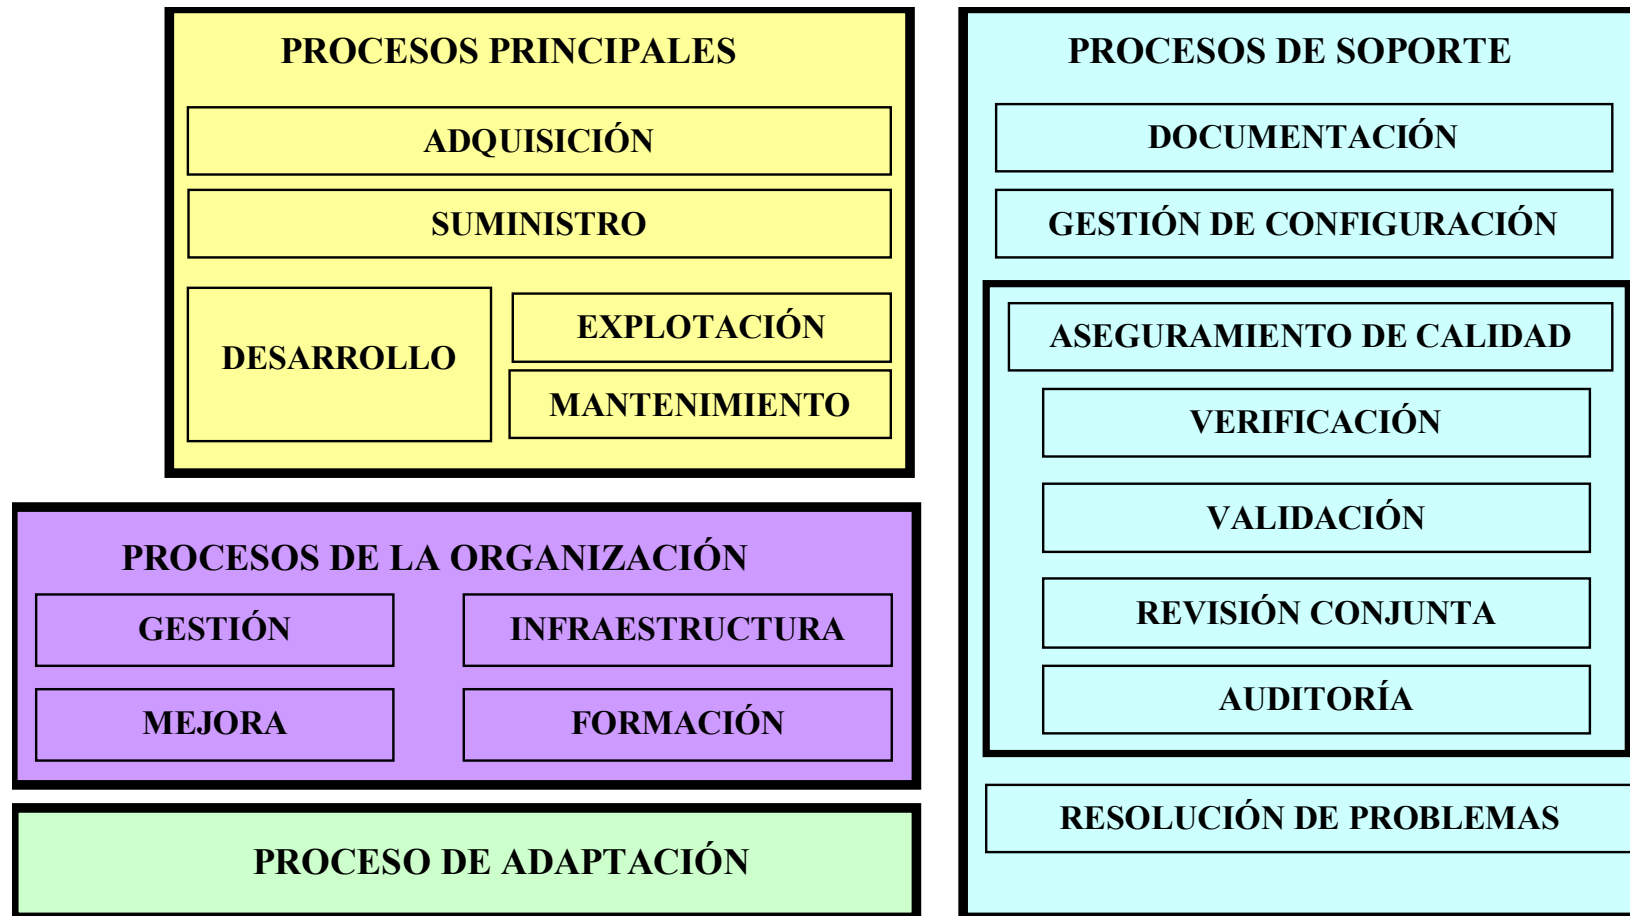 PROCESOS PRINCIPALES
ADQUISICIÓN
SUMINISTRO
DESARROLLO
EXPLOTACIÓN
MANTENIMIENTO
PROCESOS DE LA ORGANIZACIÓN
GESTIÓN
INFRAESTRUCTURA
MEJORA
FORMACIÓN
PROCESO DE ADAPTACIÓN
PROCESOS DE SOPORTE
DOCUMENTACIÓN
GESTIÓN DE CONFIGURACIÓN
ASEGURAMIENTO DE CALIDAD
VERIFICACIÓN
VALIDACIÓN
REVISIÓN CONJUNTA
AUDITORÍA
RESOLUCIÓN DE PROBLEMAS